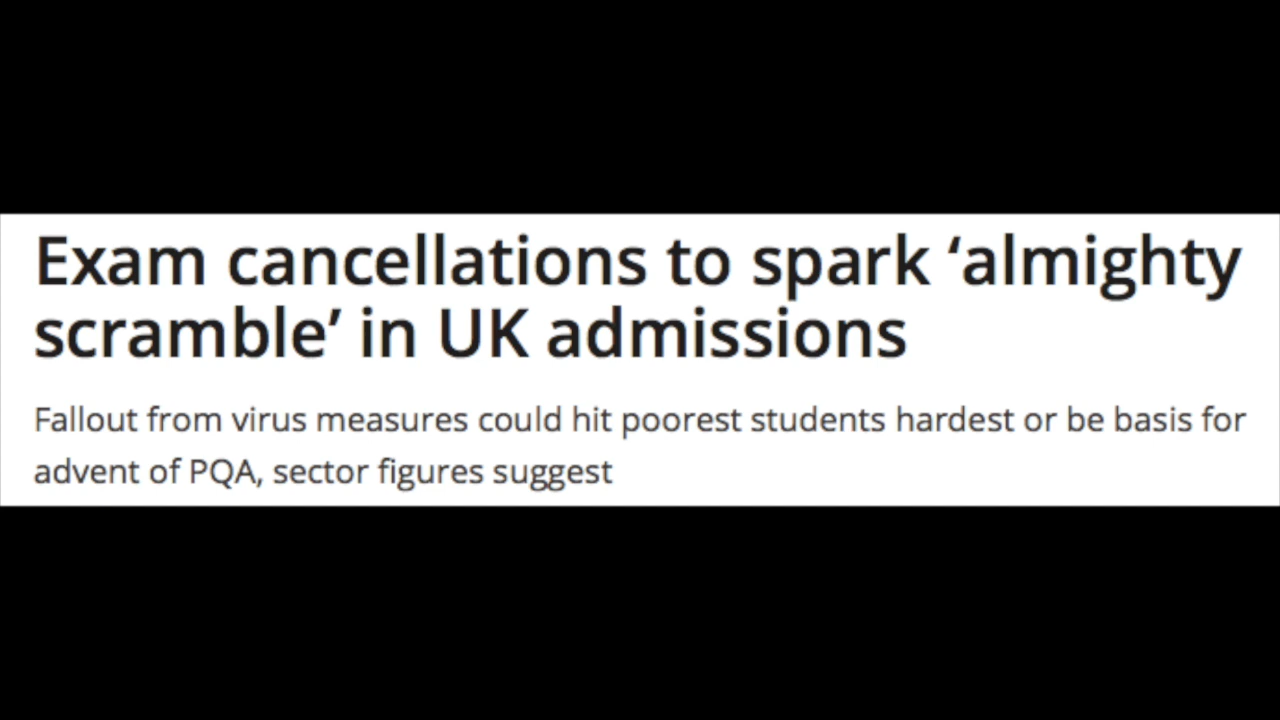 Exam cancellations to spark ‘almighty
scramble’ in UK admissions
Fallout from virus measures could hit poorest students hardest or be basis for
advent of PQA, sector figures suggest